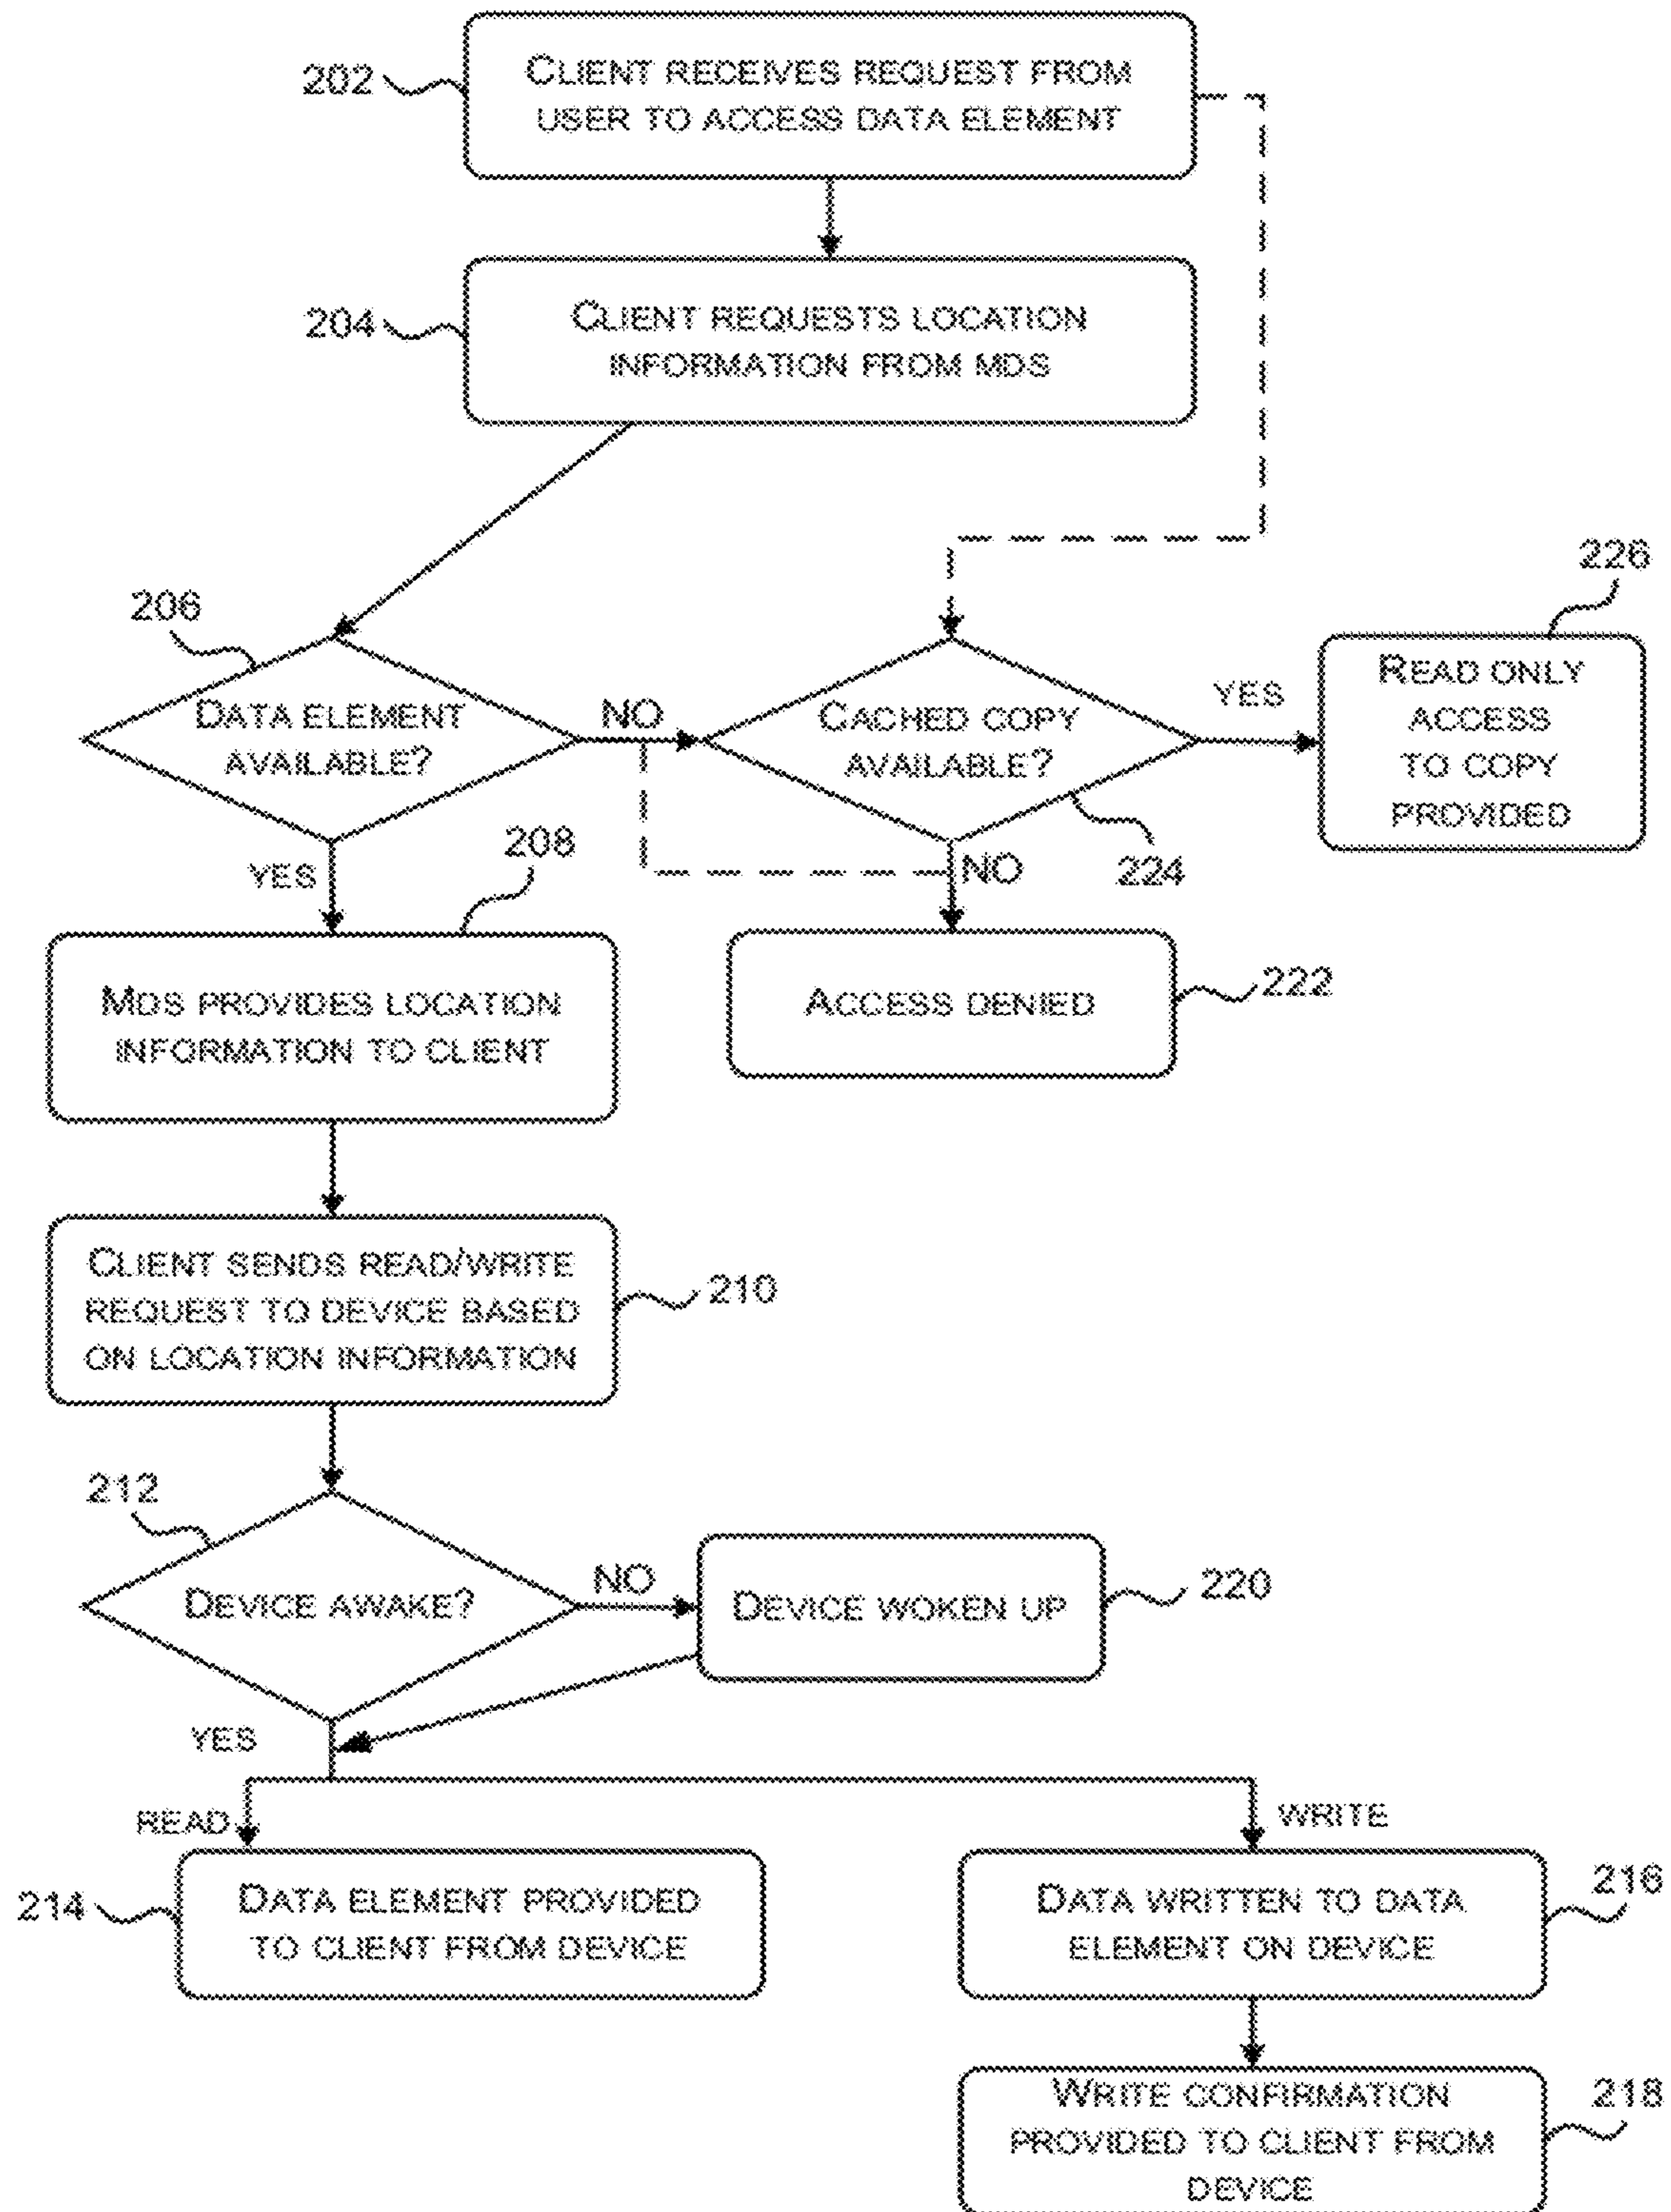 202
CLIENT RECEIVES REQUEST FROM
USER TO ACCESS DATA ELEMENT
204
CLIENT REQUESTS LOCATION
INFORMATION FROM MDS
226
206
DATA ELEMENT
AVAILABLE?
NO
CACHED COPY
AVAILABLE?
YES
READ ONLY
ACCESS
TO COPY
PROVIDED
YES
208
NO
224
MDS PROVIDES LOCATION
INFORMATION TO CLIENT
ACCESS DENIED
222
CLIENT SENDS READ/WRITE
REQUEST TO DEVICE BASED
ON LOCATION INFORMATION
210
212
DEVICE AWAKE?
NO
DEVICE WOKEN UP
220
YES
READ
WRITE
214
DATA ELEMENT PROVIDED
TO CLIENT FROM DEVICE
DATA WRITTEN TO DATA
ELEMENT ON DEVICE
216
WRITE CONFIRMATION
PROVIDED TO CLIENT FROM
DEVICE
218